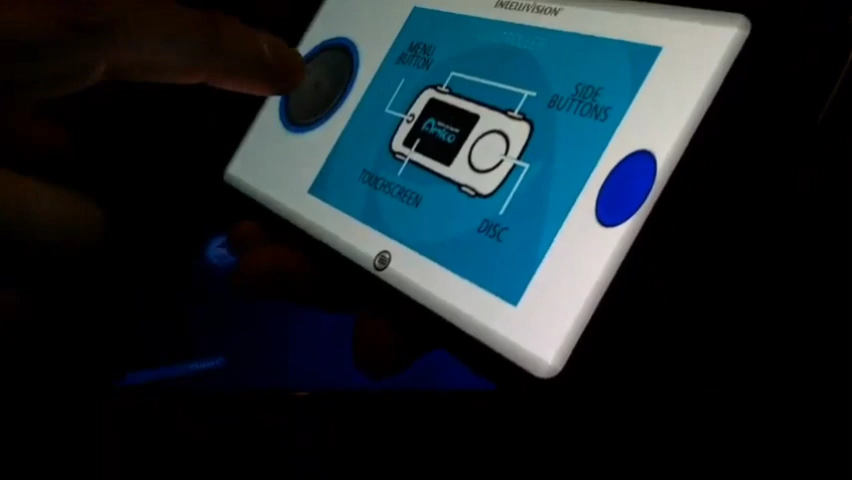 INTELLIVISION
MENU
BUTTON
SIDE
BUTTONS
Amico
TOUCHSCREEN
DISC